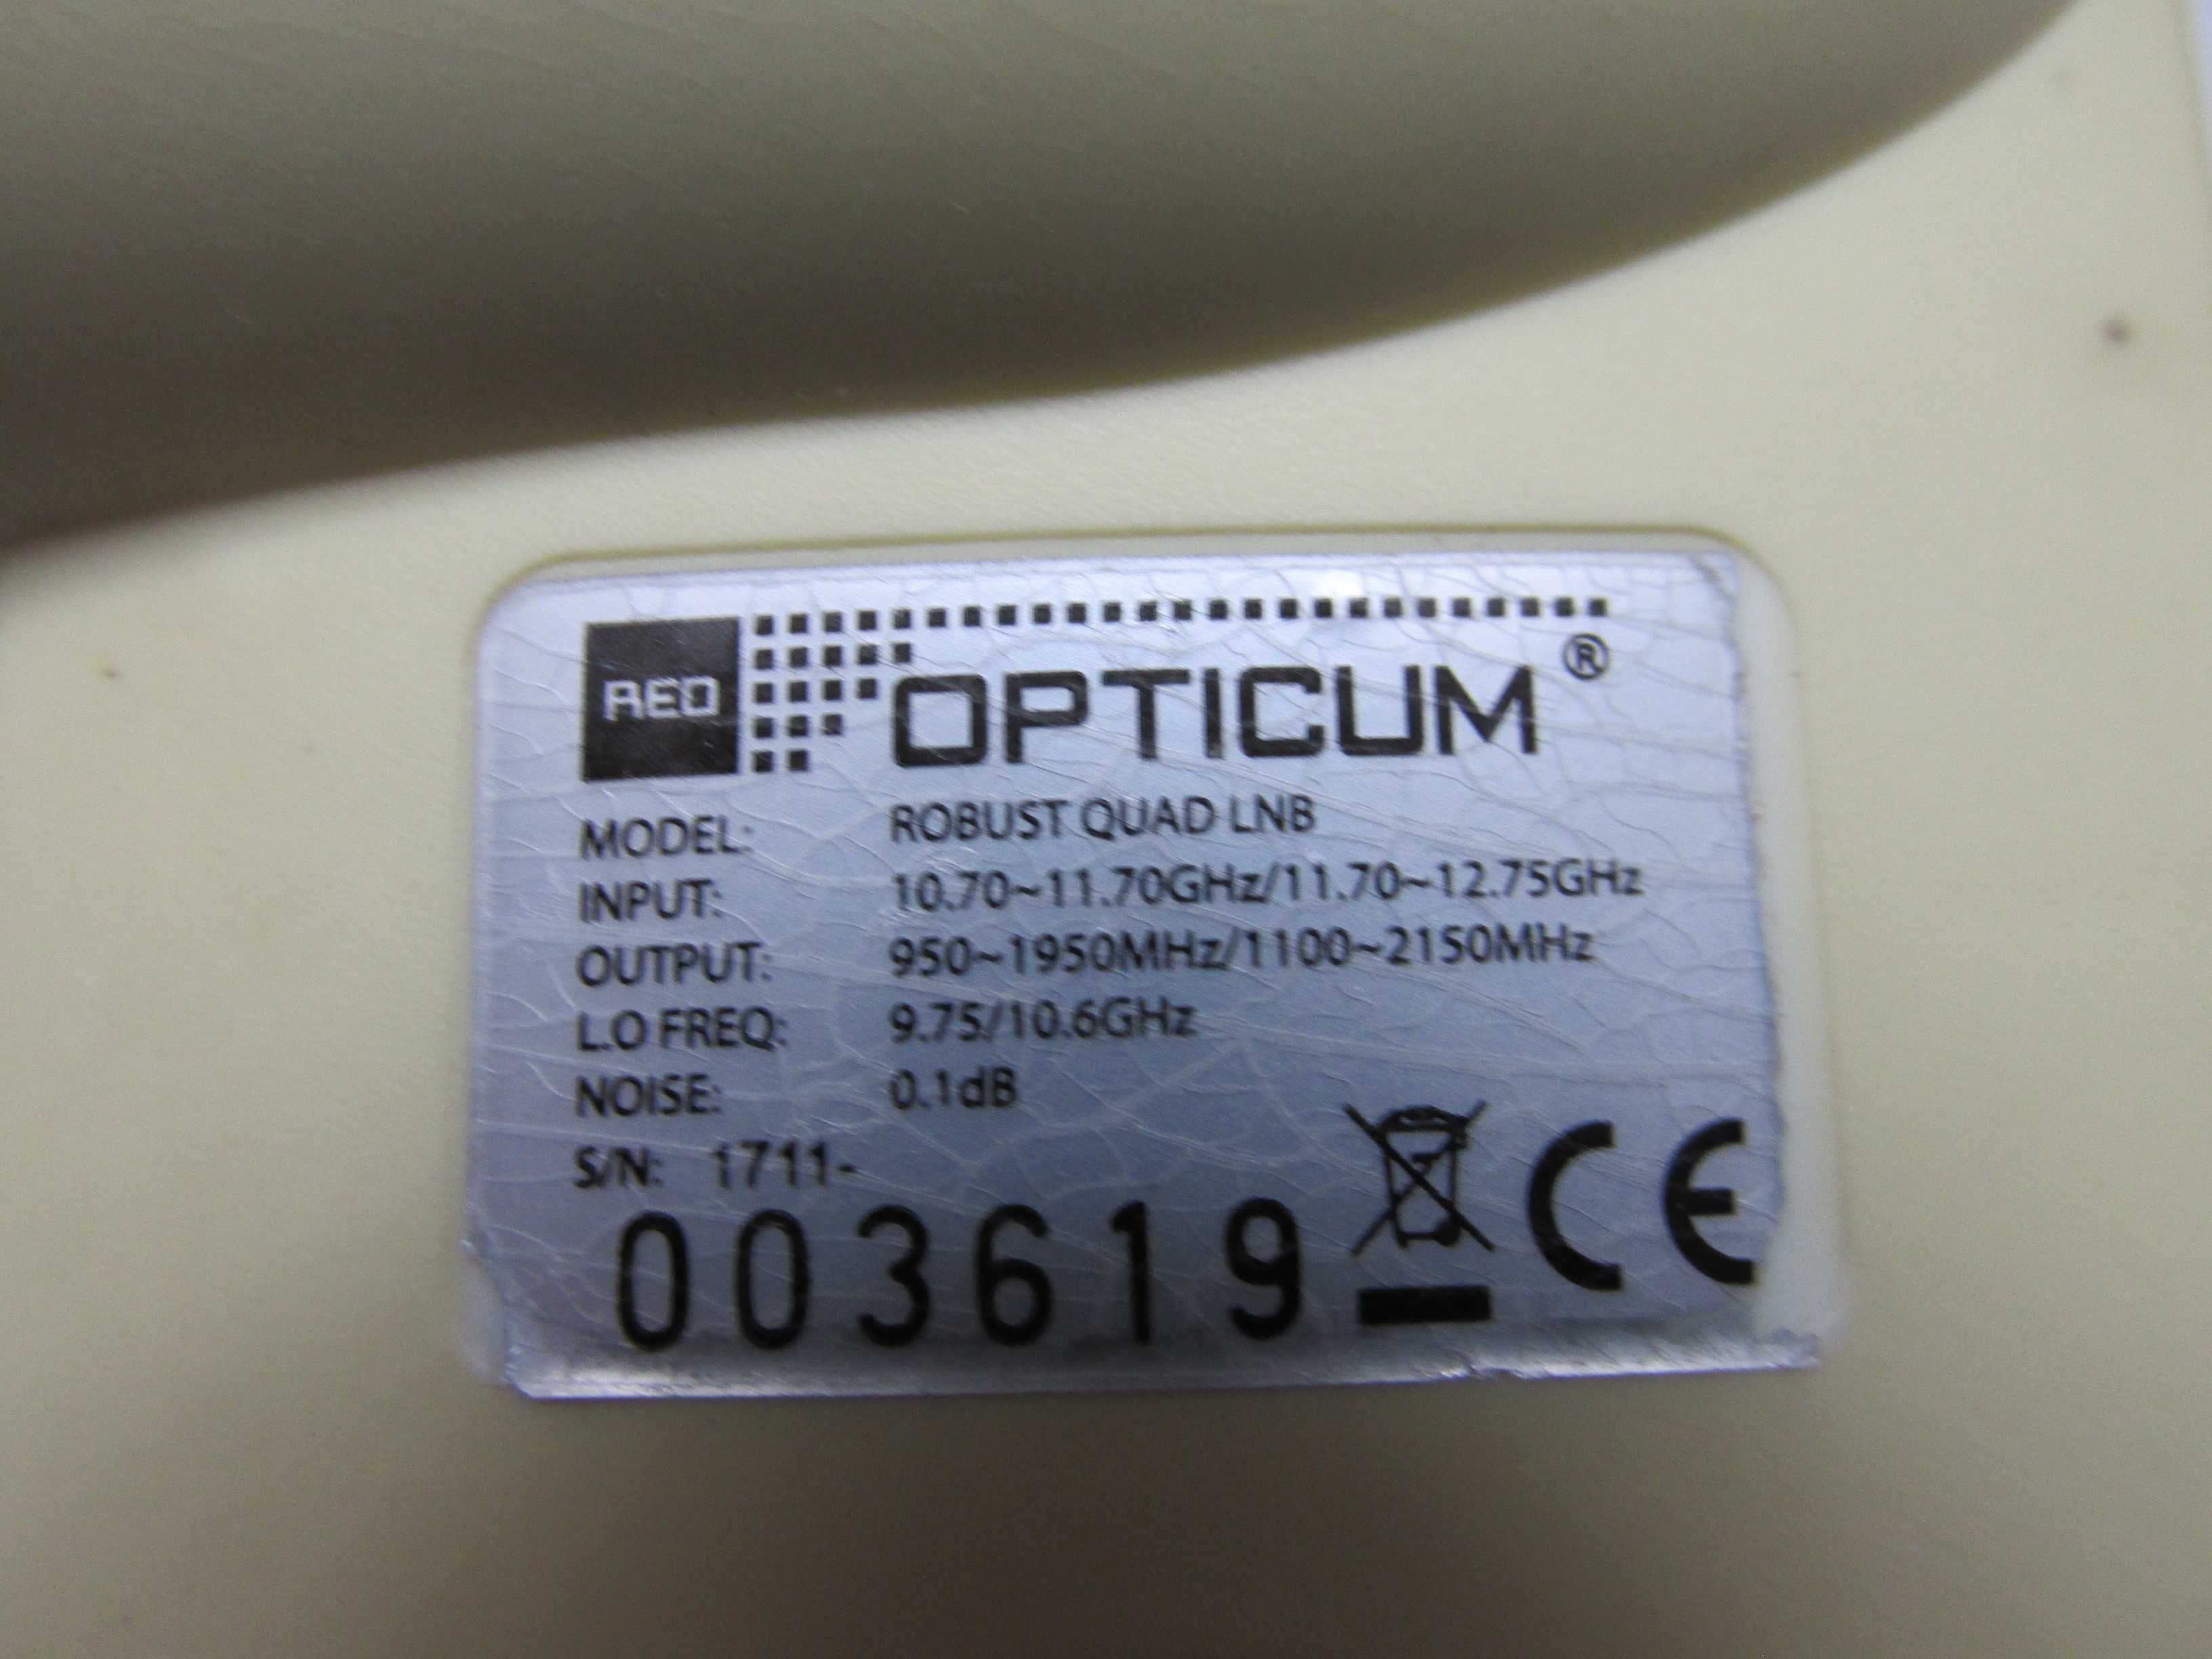 RED OPTICUM ®
MODEL: ROBUST QUAD LNB
INPUT: 10.70~11.70GHz/11.70~12.75GHz
OUTPUT: 950~1950MHz/1100~2150MHz
L.O FREQ: 9.75/10.6GHz
NOISE: 0.1dB
S/N: 1711-
003619 CE